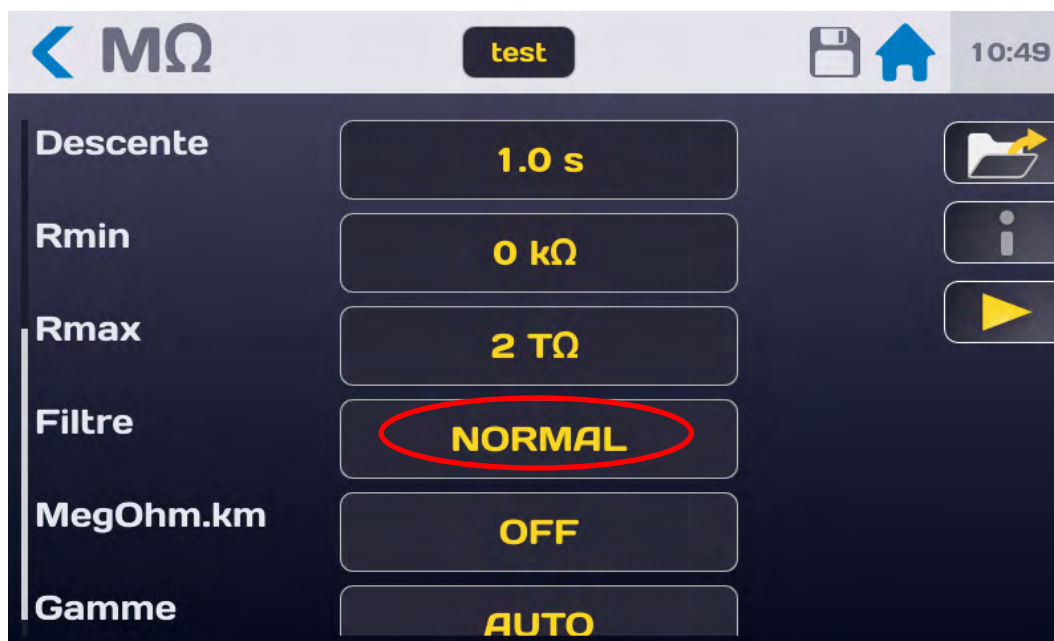 MΩ test 10:49
Descente 1.0 s
Rmin 0 kΩ
Rmax 2 TΩ
Filtre NORMAL
MegOhm.km OFF
Gamme AUTO